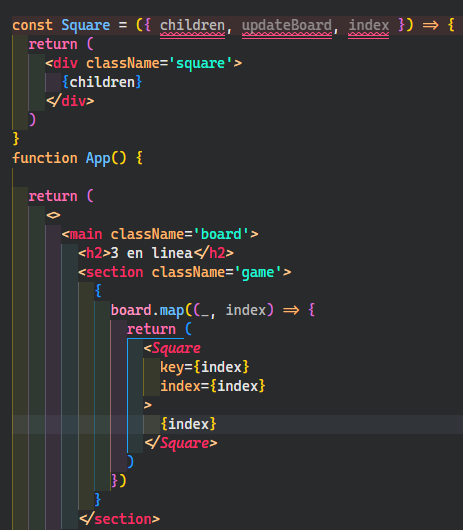 const Square = ({ children, updateBoard, index }) => {
  return (
    <div className='square'>
      {children}
    </div>
  )
}
function App() {

  return (
    <>
      <main className='board'>
        <h2>3 en linea</h2>
        <section className='game'>
          {
            board.map((_, index) => {
              return (
                <Square
                  key={index}
                  index={index}
                >
                  {index}
                </Square>
              )
            })
          }
        </section>